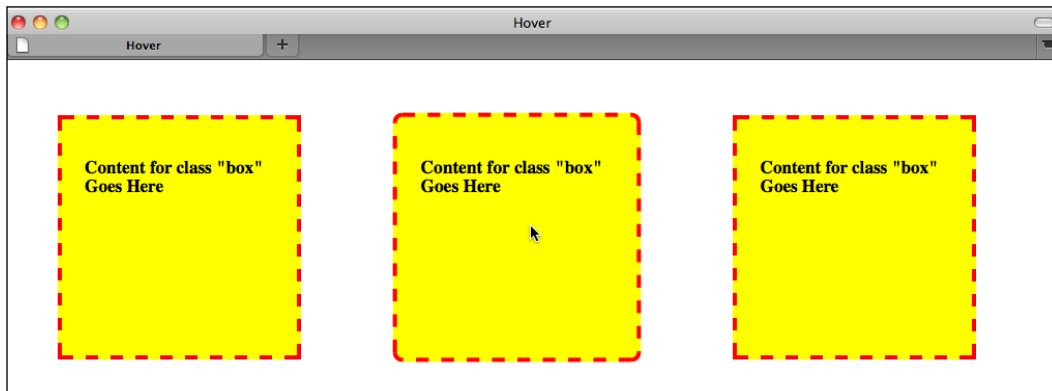 Hover
Hover
Content for class "box"
Goes Here
Content for class "box"
Goes Here
Content for class "box"
Goes Here